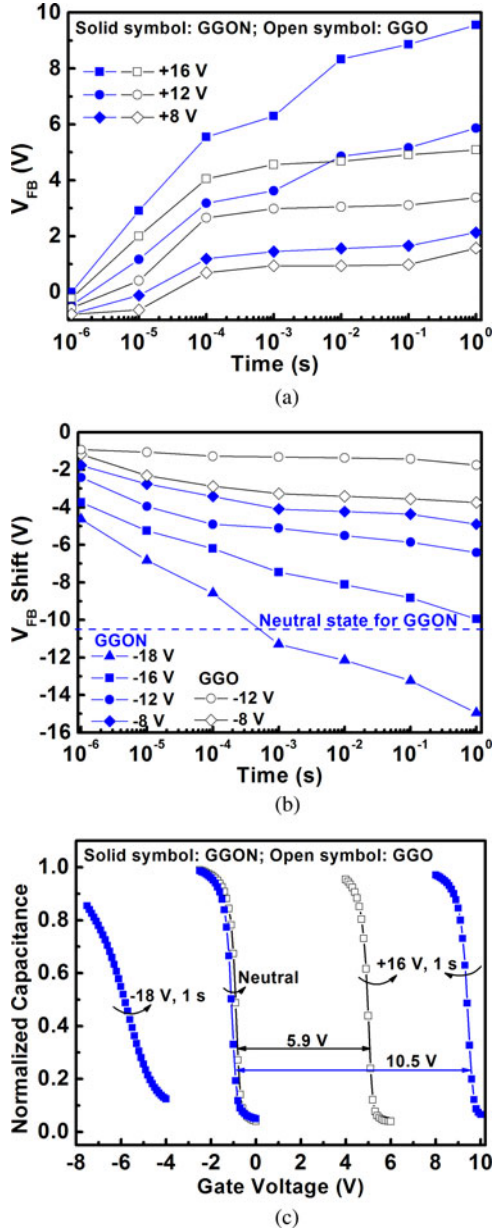 Solid symbol: GGON; Open symbol: GGO
+16 V
+12 V
+8 V
V_FB (V)
10
8
6
4
2
0
10^-6 10^-5 10^-4 10^-3 10^-2 10^-1 10^0
Time (s)
(a)
V_FB Shift (V)
0
-2
-4
-6
-8
-10
-12
-14
-16
Neutral state for GGON
GGON
-18 V
-16 V
-12 V
-8 V
GGO
-12 V
-8 V
10^-6 10^-5 10^-4 10^-3 10^-2 10^-1 10^0
Time (s)
(b)
Solid symbol: GGON; Open symbol: GGO
Normalized Capacitance
1.0
0.8
0.6
0.4
0.2
0.0
-18 V, 1 s
Neutral
+16 V, 1 s
5.9 V
10.5 V
-8 -6 -4 -2 0 2 4 6 8 10
Gate Voltage (V)
(c)